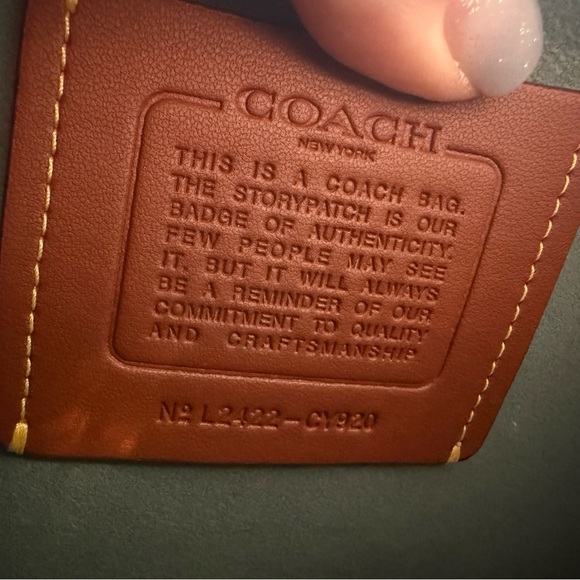 COACH
NEW YORK
THIS IS A COACH BAG.
THE STORYPATCH IS OUR
BADGE OF AUTHENTICITY.
FEW PEOPLE MAY SEE
IT, BUT IT WILL ALWAYS
BE A REMINDER OF OUR
COMMITMENT TO QUALITY
AND CRAFTSMANSHIP
Nº L2422-CY920